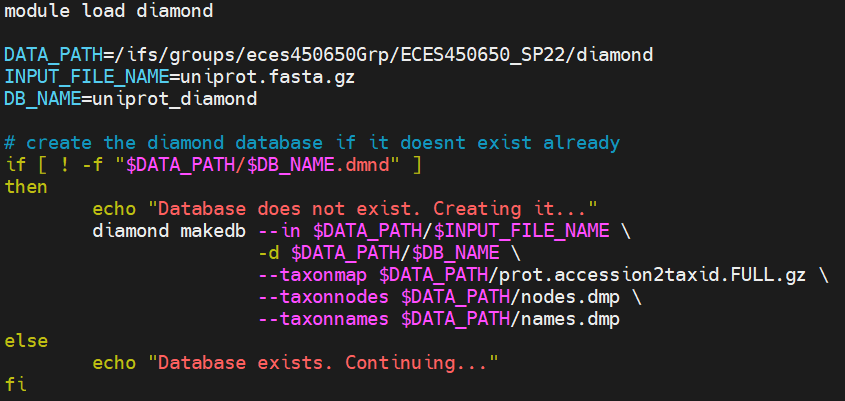 module load diamond
DATA_PATH=/ifs/groups/eces450650Grp/ECES450650_SP22/diamond
INPUT_FILE_NAME=uniprot.fasta.gz
DB_NAME=uniprot_diamond
# create the diamond database if it doesnt exist already
if [ ! -f "$DATA_PATH/$DB_NAME.dmnd" ]
then
        echo "Database does not exist. Creating it..."
        diamond makedb --in $DATA_PATH/$INPUT_FILE_NAME \
                       -d $DATA_PATH/$DB_NAME \
                       --taxonmap $DATA_PATH/prot.accession2taxid.FULL.gz \
                       --taxonnodes $DATA_PATH/nodes.dmp \
                       --taxonnames $DATA_PATH/names.dmp
else
        echo "Database exists. Continuing..."
fi